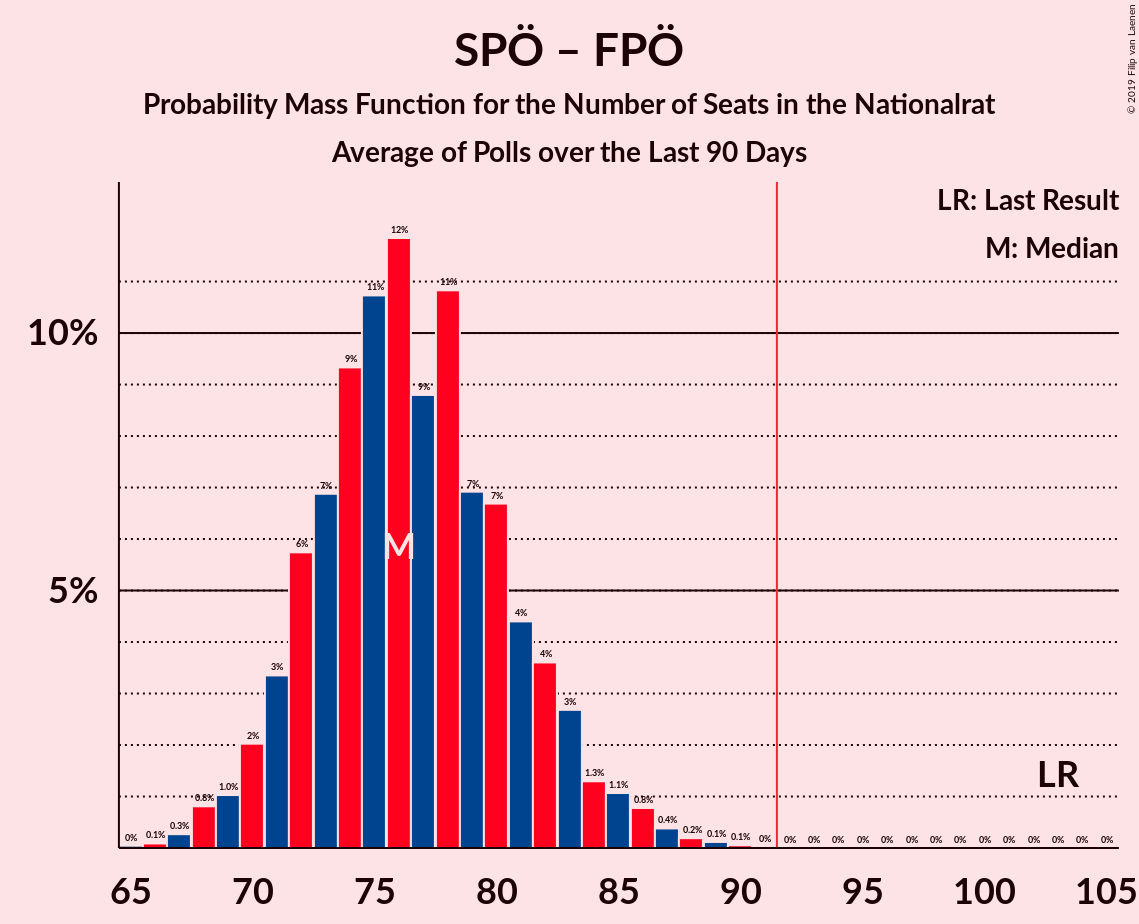 SPÖ – FPÖ
Probability Mass Function for the Number of Seats in the Nationalrat
Average of Polls over the Last 90 Days
© 2019 Filip van Laenen
LR: Last Result
M: Median
10%
5%
0% 0.1% 0.3% 0.8% 1.0% 2% 3% 6% 7% 9% 11% 12% 9% 11% 7% 7% 4% 4% 3% 1.3% 1.1% 0.8% 0.4% 0.2% 0.1% 0.1% 0% 0% 0% 0% 0% 0% 0% 0% 0% 0% 0% 0% 0% 0% 0%
M
LR
65 70 75 80 85 90 95 100 105